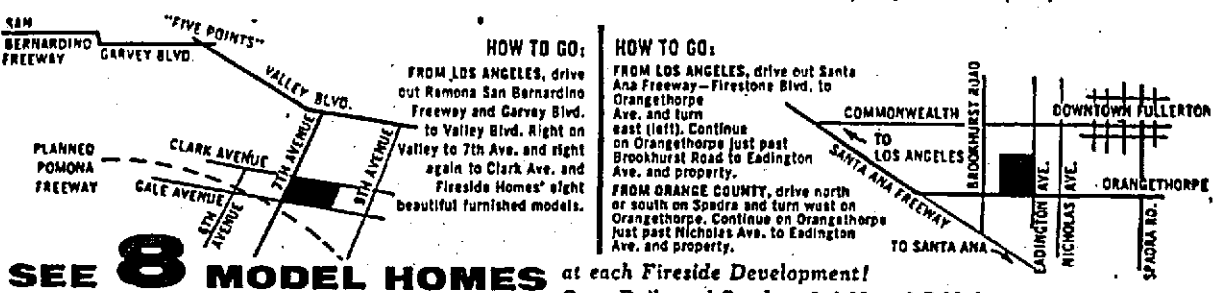 SAN
BERNARDINO
FREEWAY
GARVEY BLVD.
"FIVE POINTS"
VALLEY BLVD.
PLANNED
POMONA
FREEWAY
CLARK AVENUE
GALE AVENUE
6TH
AVENUE
7TH AVENUE
9TH AVENUE
HOW TO GO:
FROM LOS ANGELES, drive
out Ramona San Bernardino
Freeway and Garvey Blvd.
to Valley Blvd. Right on
Valley to 7th Ave. and right
again to Clark Ave. and
Fireside Homes' eight
beautiful furnished models.
HOW TO GO:
FROM LOS ANGELES, drive out Santa
Ana Freeway—Firestone Blvd. to
Orangethorpe
Ave. and turn
east (left). Continue
on Orangethorpe just past
Brookhurst Road to Eadington
Ave. and property.
FROM ORANGE COUNTY, drive north
or south on Spadra and turn west on
Orangethorpe. Continue on Orangethorpe
just past Nicholas Ave. to Eadington
Ave. and property.
COMMONWEALTH
TO
LOS ANGELES
SANTA ANA FREEWAY
TO SANTA ANA
BROOKHURST ROAD
DOWNTOWN FULLERTON
ORANGETHORPE
EADINGTON AVE.
NICHOLAS AVE.
SPADRA RD.
SEE 8 MODEL HOMES at each Fireside Development!